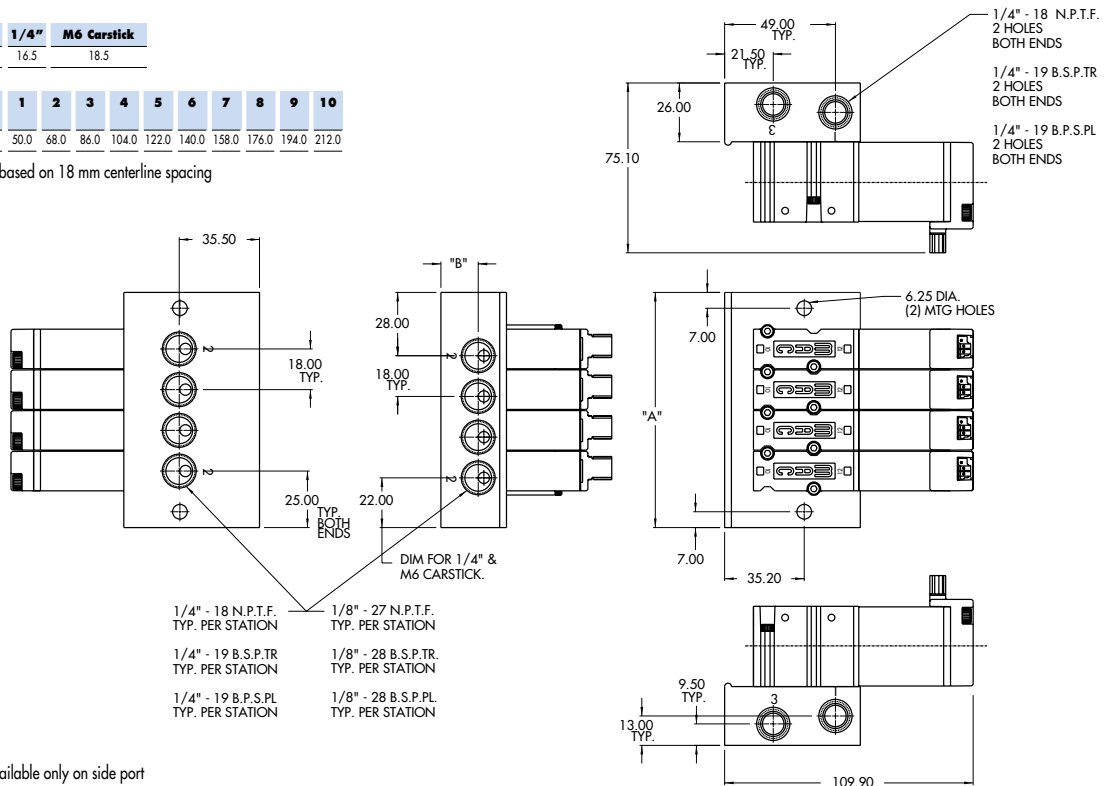 1/4" M6 Carstick
16.5 18.5
1 2 3 4 5 6 7 8 9 10
50.0 68.0 86.0 104.0 122.0 140.0 158.0 176.0 194.0 212.0
based on 18 mm centerline spacing
49.00
TYP.
21.50
TYP.
26.00
75.10
3
1/4" - 18 N.P.T.F.
2 HOLES
BOTH ENDS
1/4" - 19 B.S.P.TR
2 HOLES
BOTH ENDS
1/4" - 19 B.P.S.PL
2 HOLES
BOTH ENDS
35.50
2
18.00
TYP.
2
25.00
TYP.
BOTH
ENDS
"B"
28.00
2
18.00
TYP.
2
22.00
DIM FOR 1/4" &
M6 CARSTICK.
7.00
6.25 DIA.
(2) MTG HOLES
"A"
7.00
35.20
1/4" - 18 N.P.T.F.
TYP. PER STATION
1/4" - 19 B.S.P.TR
TYP. PER STATION
1/4" - 19 B.P.S.PL
TYP. PER STATION
1/8" - 27 N.P.T.F.
TYP. PER STATION
1/8" - 28 B.S.P.TR.
TYP. PER STATION
1/8" - 28 B.S.P.PL.
TYP. PER STATION
9.50
TYP.
3
13.00
TYP.
109.90
ailable only on side port